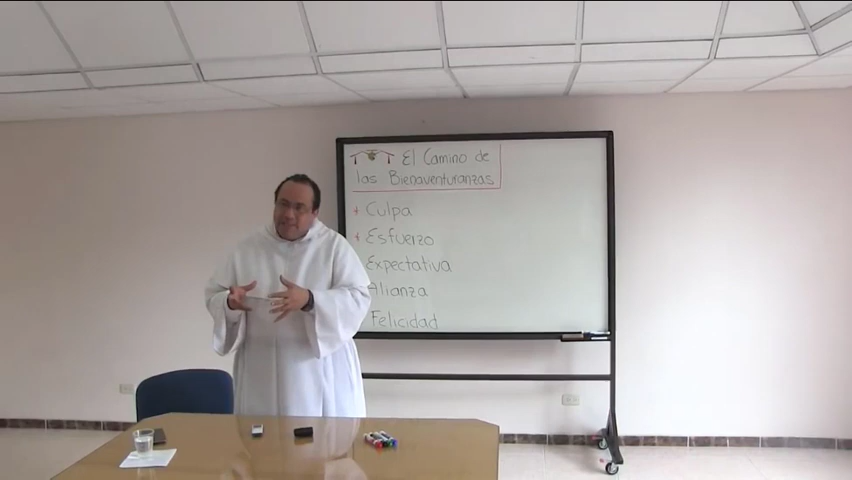 El Camino de
las Bienaventuranzas
+ Culpa
+ Esfuerzo
Expectativa
Alianza
Felicidad